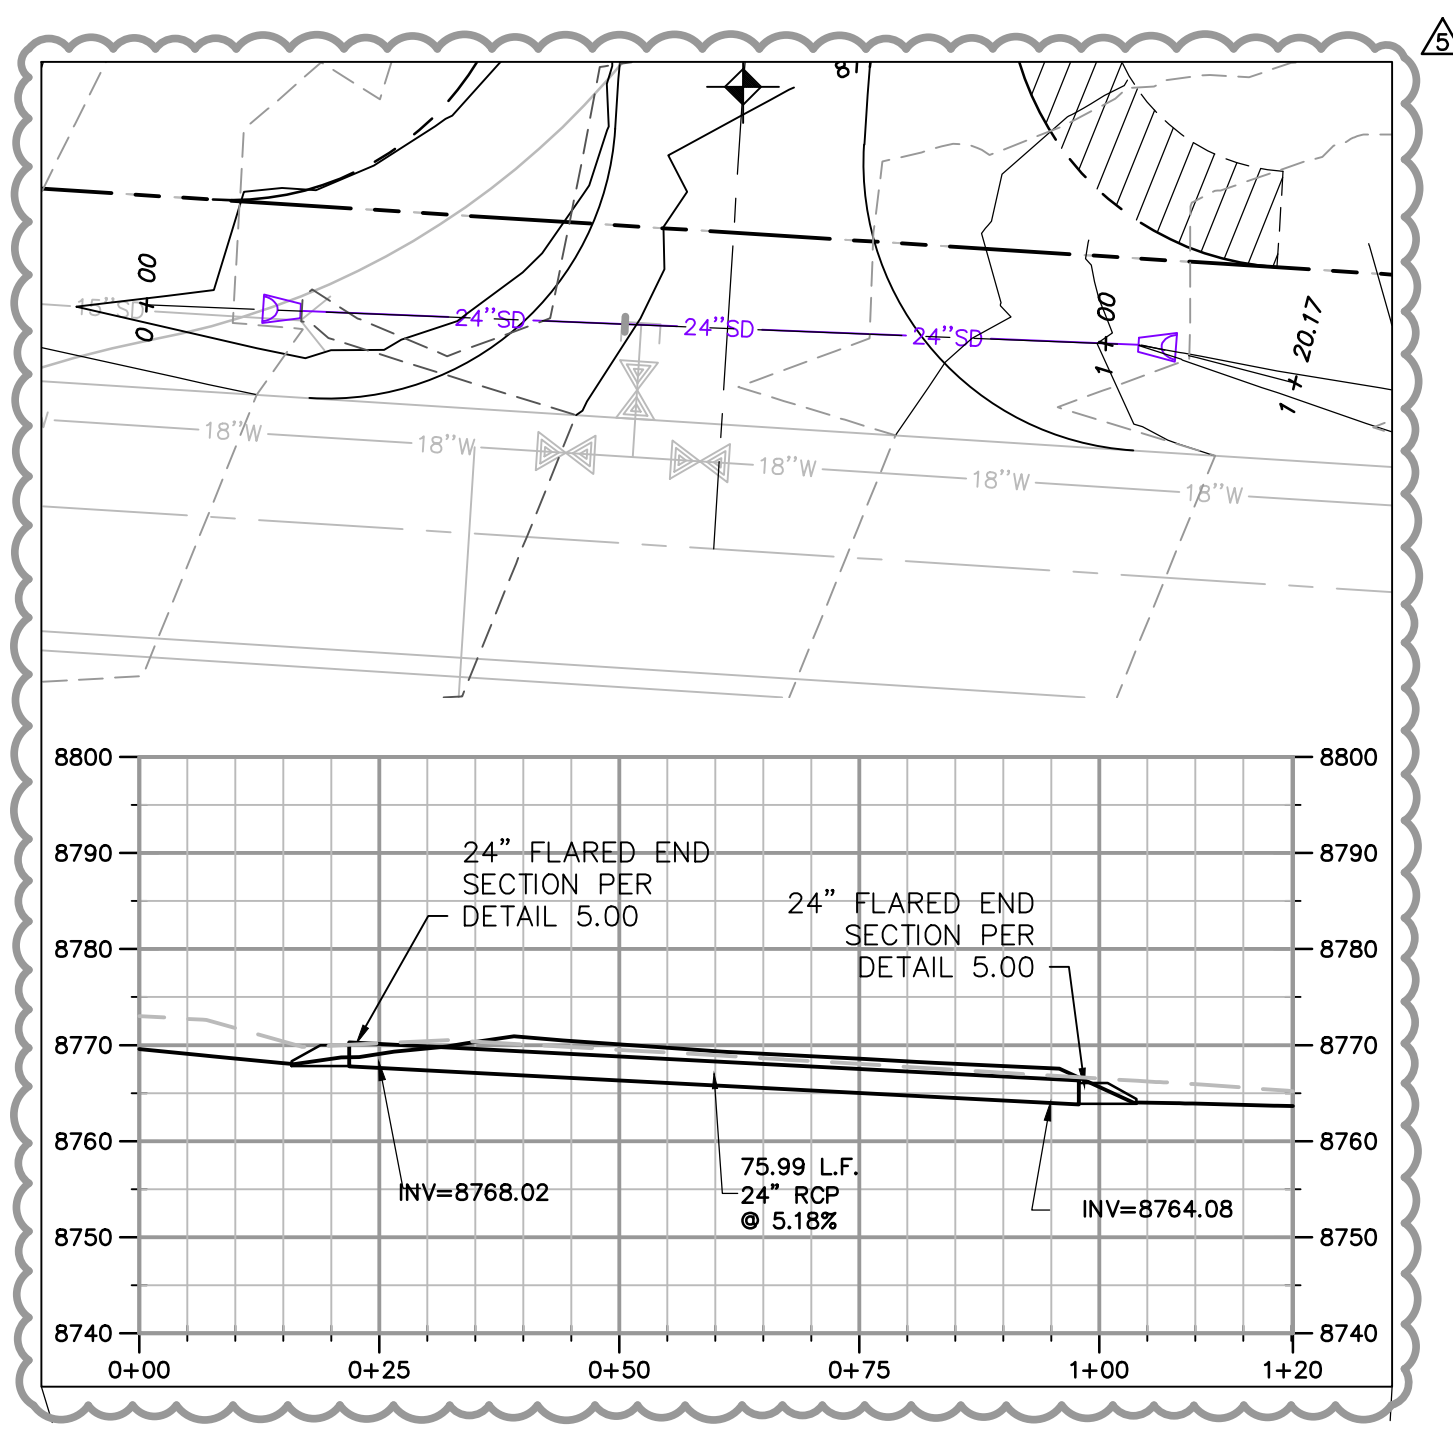 5
87
0+00
15"SD
24"SD
24"SD
24"SD
1+00
1+20.17
18"W
18"W
18"W
18"W
18"W
8800
8800
8790
24" FLARED END
SECTION PER
DETAIL 5.00
8790
24" FLARED END
SECTION PER
DETAIL 5.00
8780
8780
8770
8770
8760
8760
75.99 L.F.
24" RCP
@ 5.18%
INV=8768.02
INV=8764.08
8750
8750
8740
8740
0+00
0+25
0+50
0+75
1+00
1+20